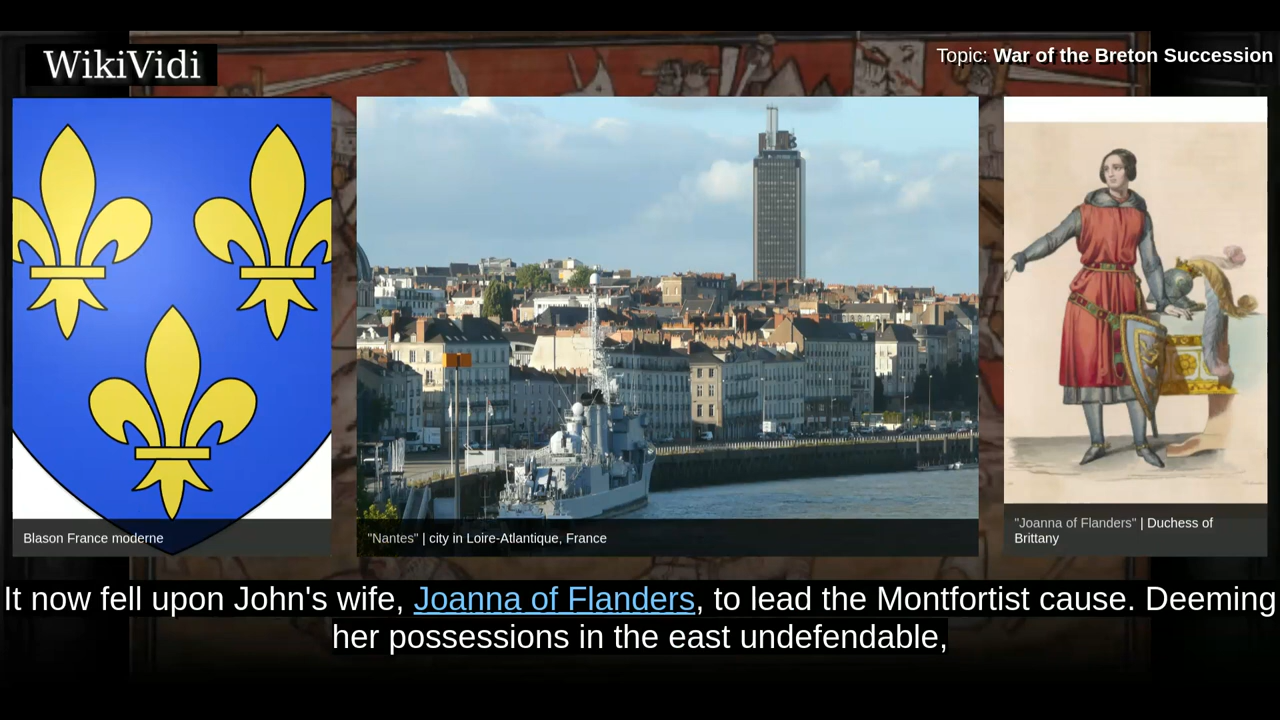 WikiVidi
Topic: War of the Breton Succession
Blason France moderne
"Nantes" | city in Loire-Atlantique, France
"Joanna of Flanders" | Duchess of
Brittany
It now fell upon John's wife, Joanna of Flanders, to lead the Montfortist cause. Deeming
her possessions in the east undefendable,